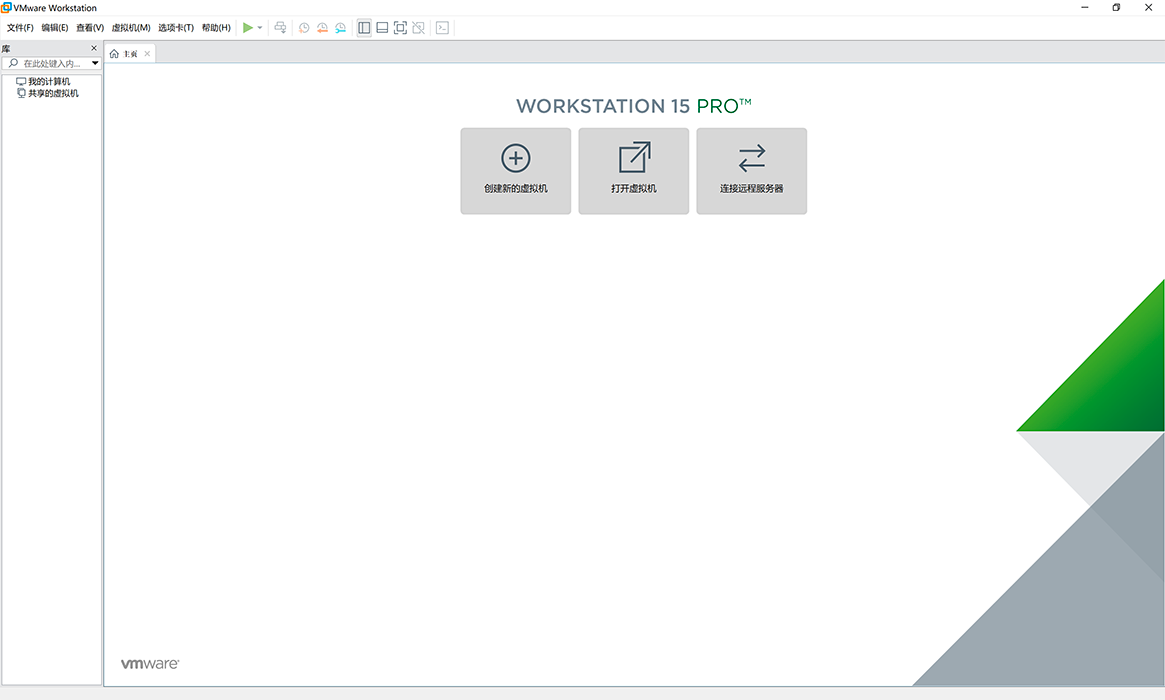 VMware Workstation
文件(F) 编辑(E) 查看(V) 虚拟机(M) 选项卡(T) 帮助(H)
库
在此处键入内...
我的计算机
共享的虚拟机
主页
WORKSTATION 15 PRO™
创建新的虚拟机
打开虚拟机
连接远程服务器
vmware